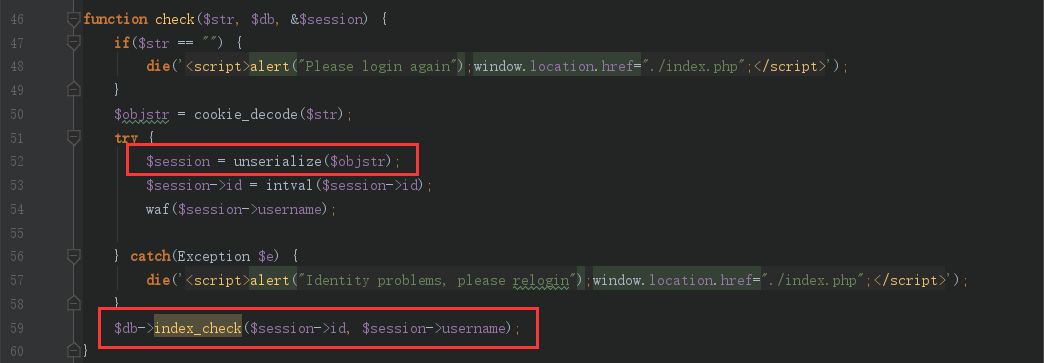 46 function check($str, $db, &$session) {
47 if($str == "") {
48 die('<script>alert("Please login again");window.location.href="./index.php";</script>');
49 }
50 $objstr = cookie_decode($str);
51 try {
52 $session = unserialize($objstr);
53 $session->id = intval($session->id);
54 waf($session->username);
55
56 } catch(Exception $e) {
57 die('<script>alert("Identity problems, please relogin");window.location.href="./index.php";</script>');
58 }
59 $db->index_check($session->id, $session->username);
60 }